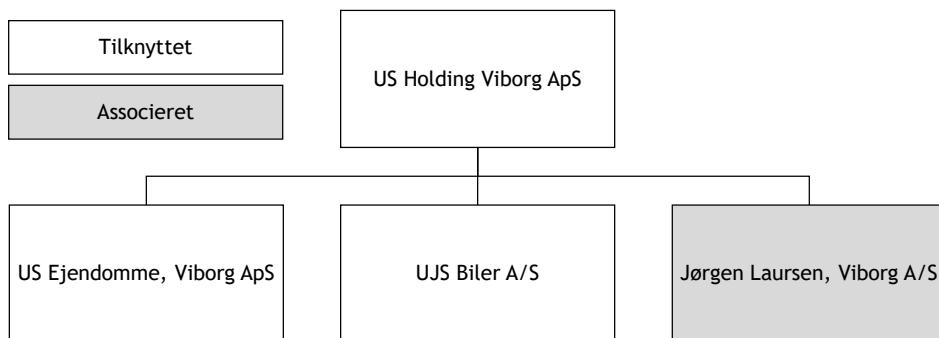 Tilknyttet
Associeret
US Holding Viborg ApS
US Ejendomme, Viborg ApS
UJS Biler A/S
Jørgen Laursen, Viborg A/S